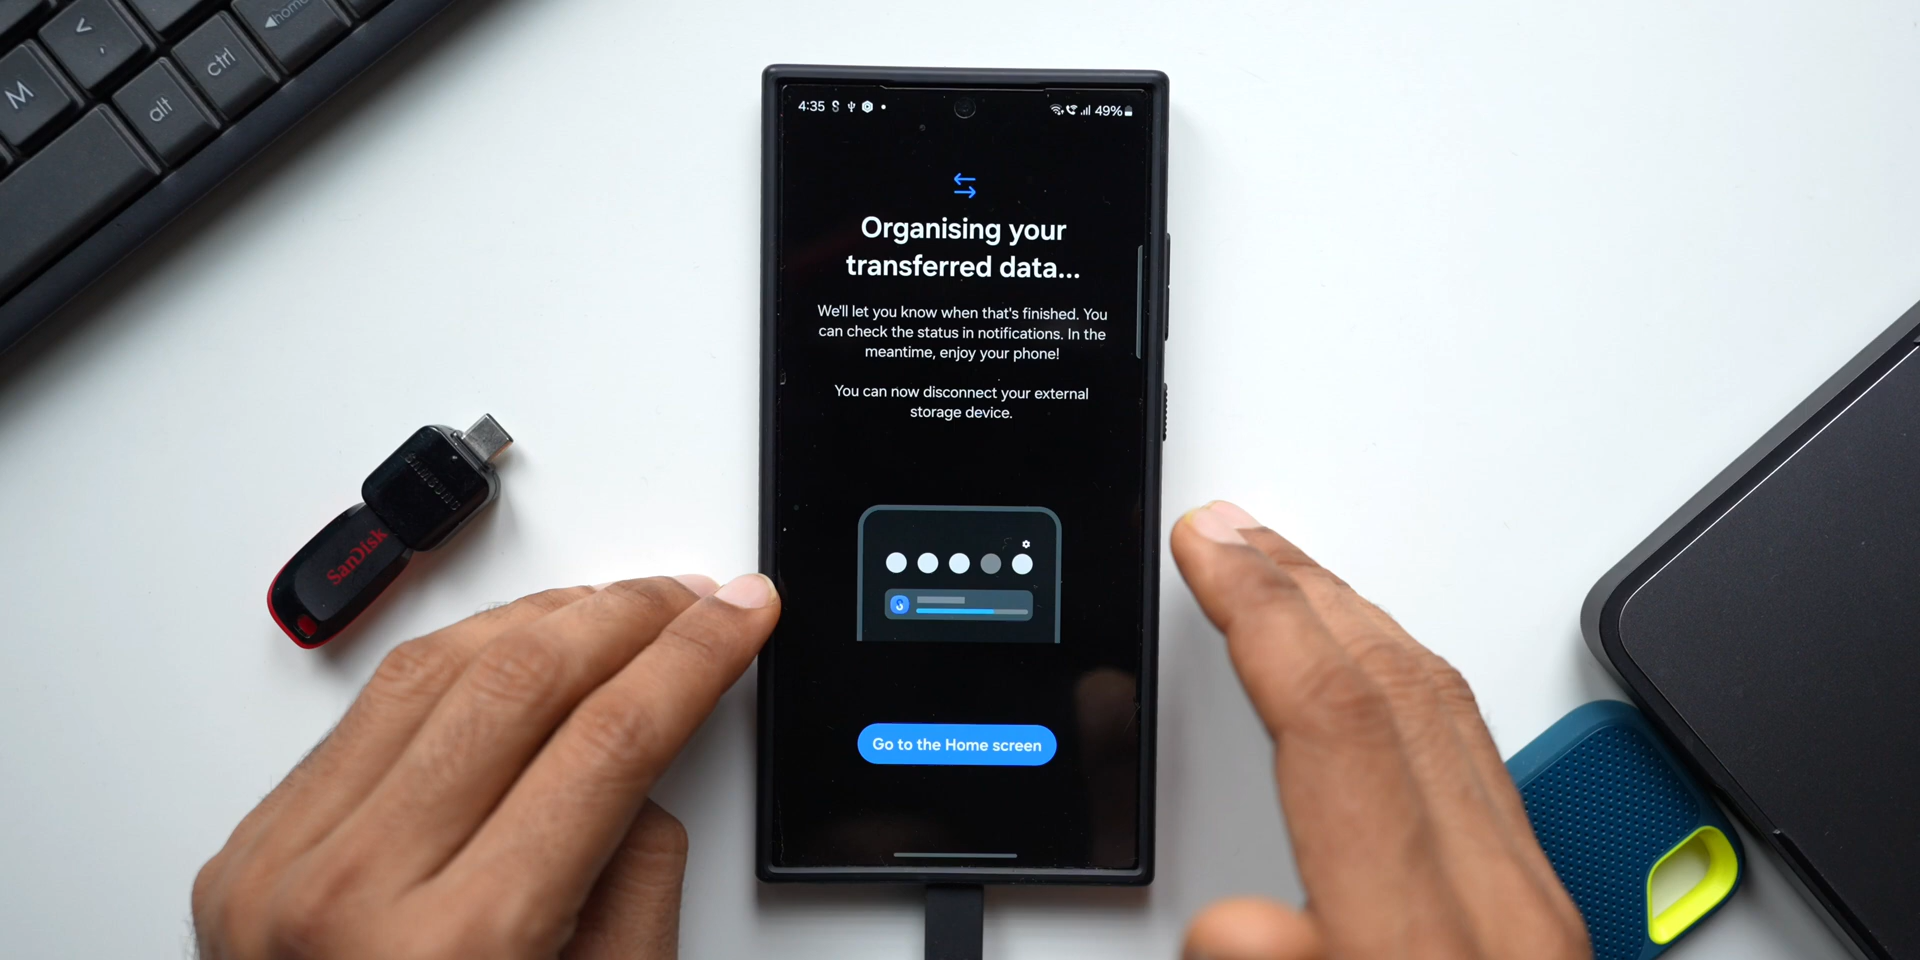 <
,
◀home
M
alt
ctrl
4:35
49%
Organising your
transferred data...
We'll let you know when that's finished. You
can check the status in notifications. In the
meantime, enjoy your phone!
You can now disconnect your external
storage device.
SAMSUNG
SanDisk
Go to the Home screen